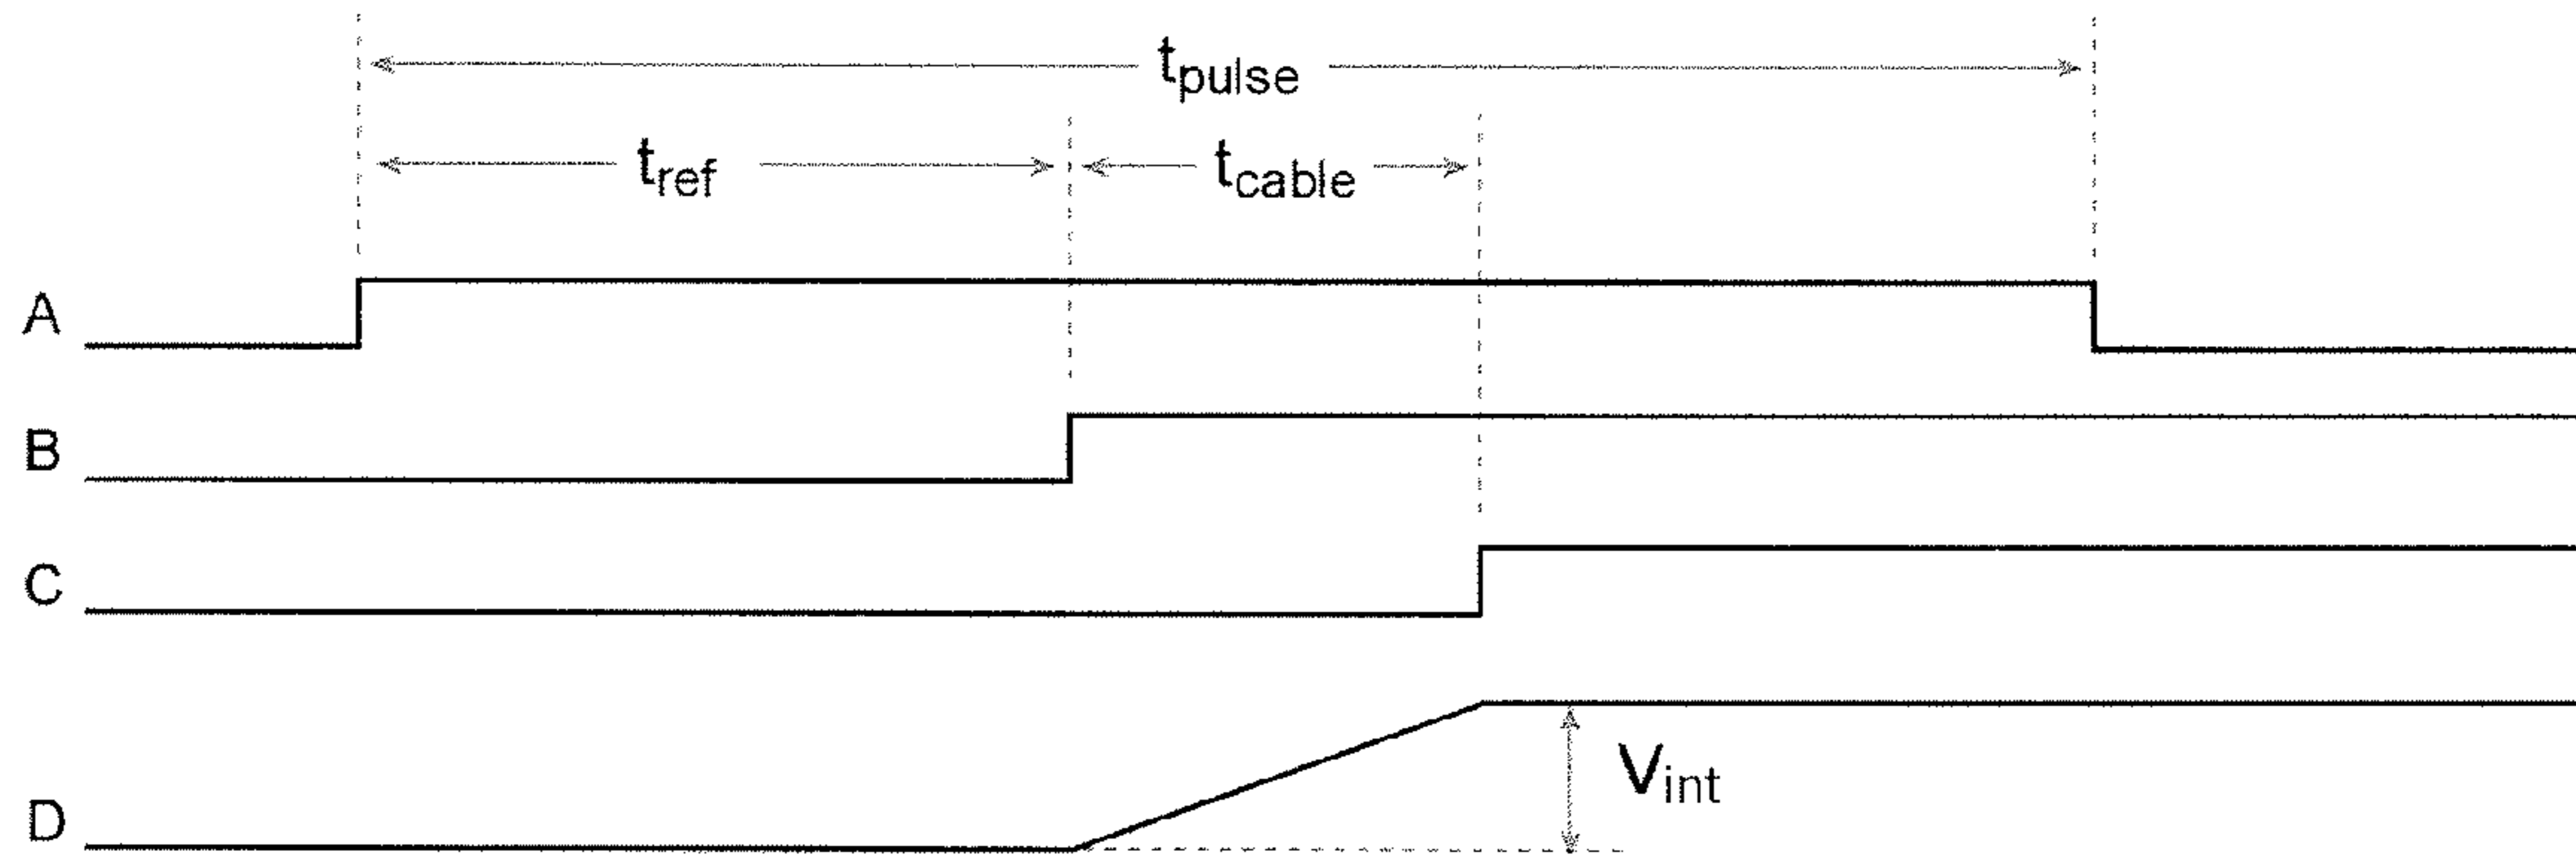 tpulse
tref
tcable
A
B
C
D
Vint